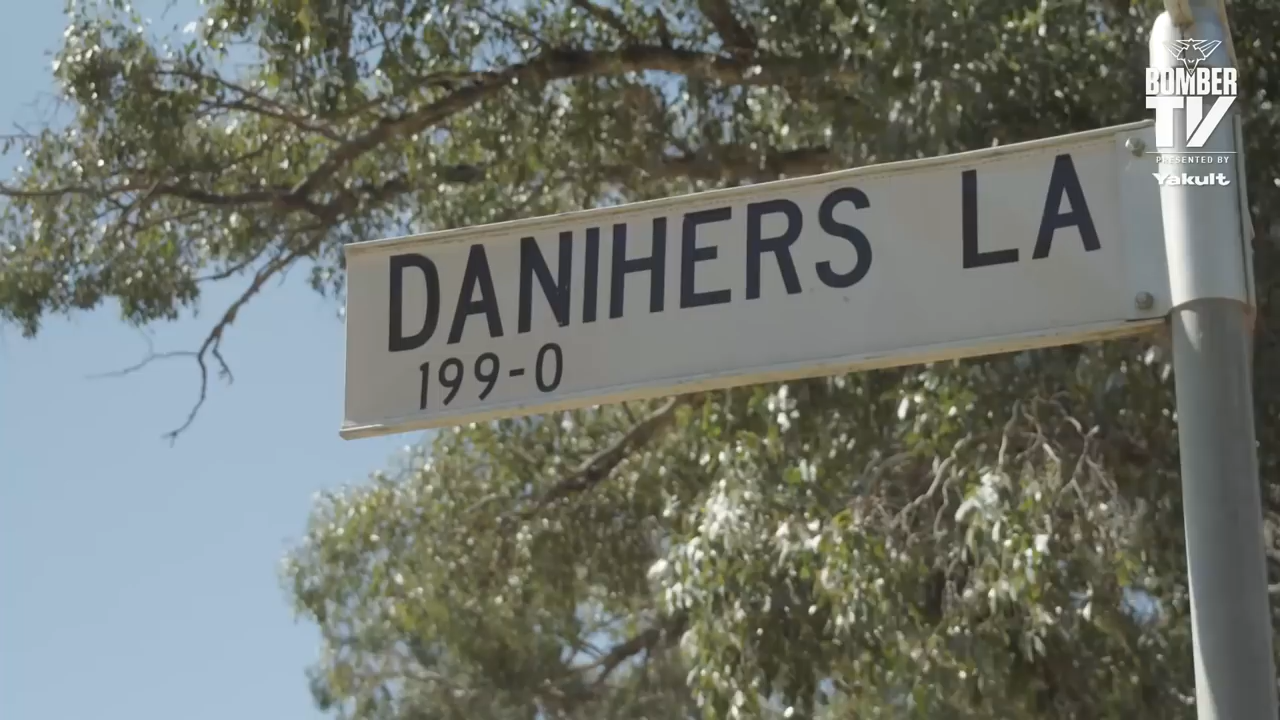 BOMBER
TV
PRESENTED BY
Yakult
DANIHERS LA
199-0